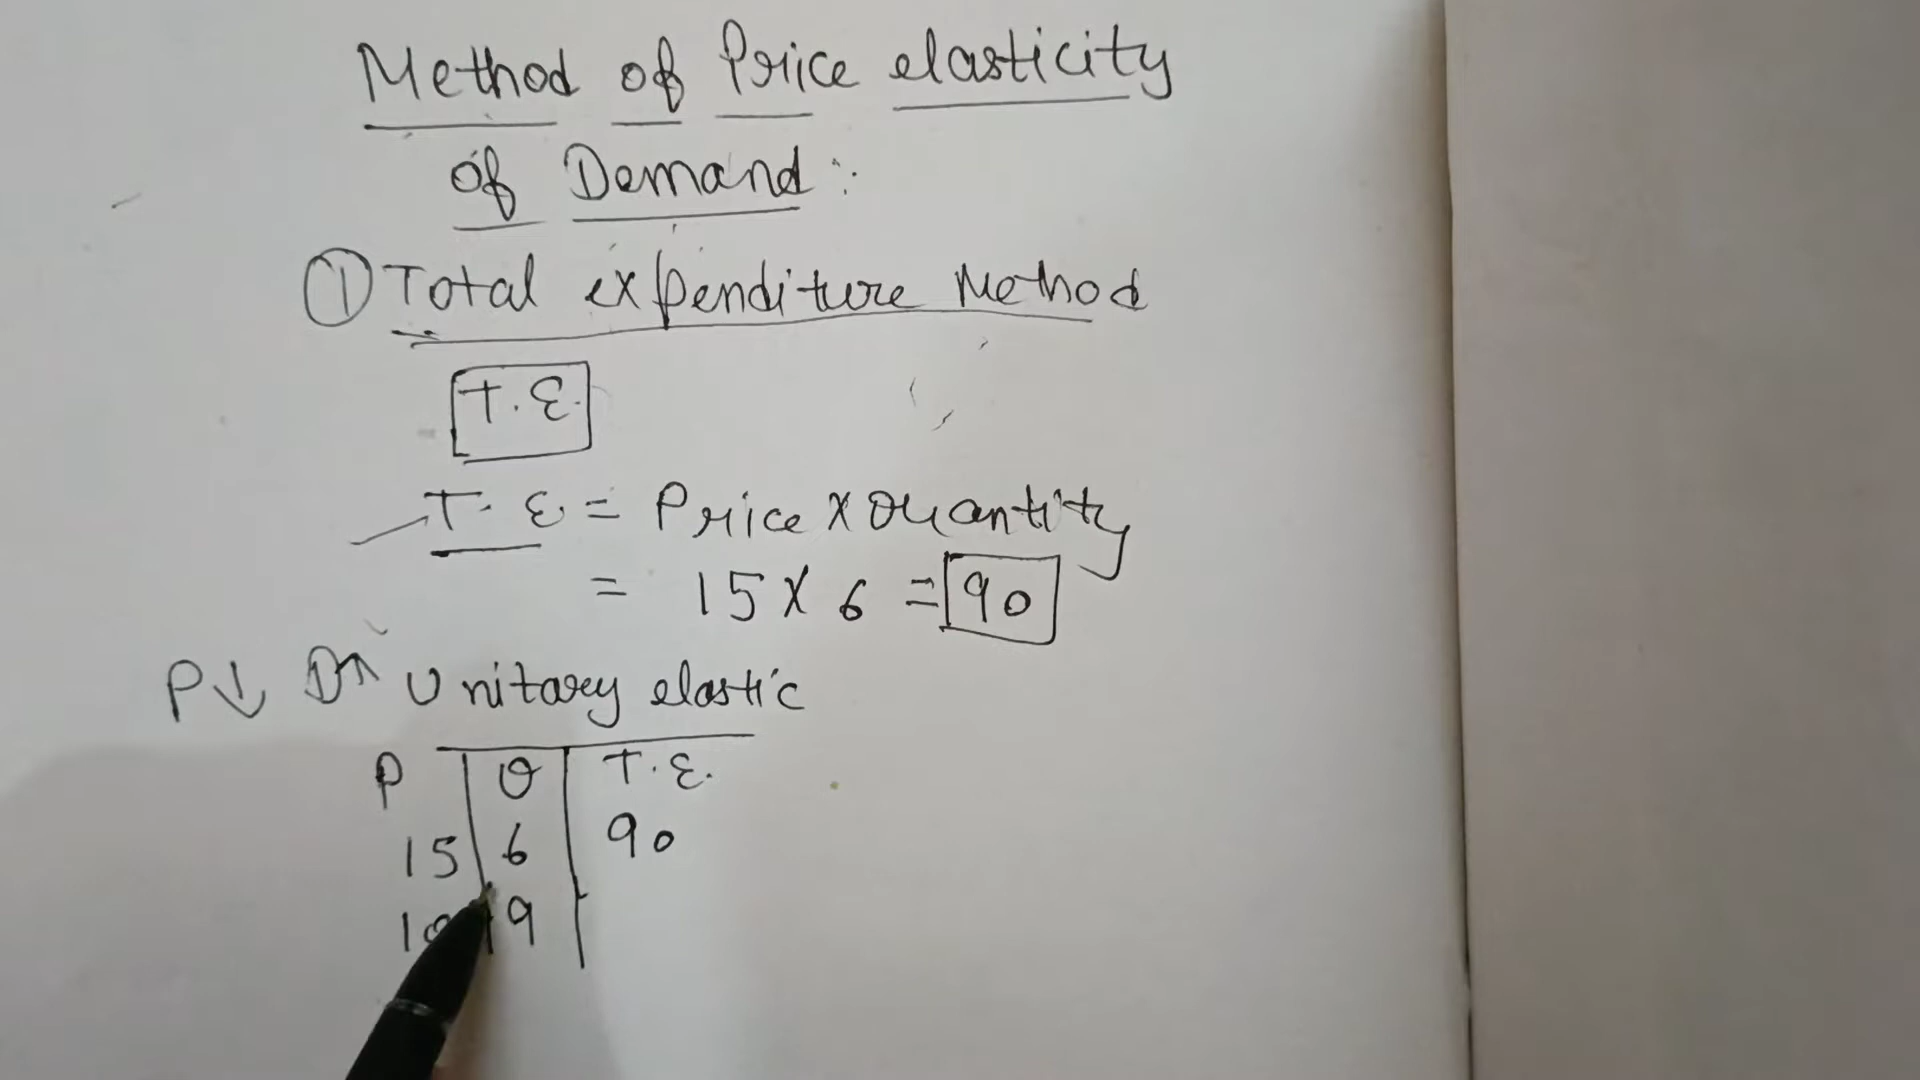 Method of Price elasticity
of Demand :
① Total expenditure Method
T.E.
T. E = Price x Quantity
= 15 x 6 = 90
P↓ D↑ Unitary elastic
P Q T.E.
15 6 90
10 9